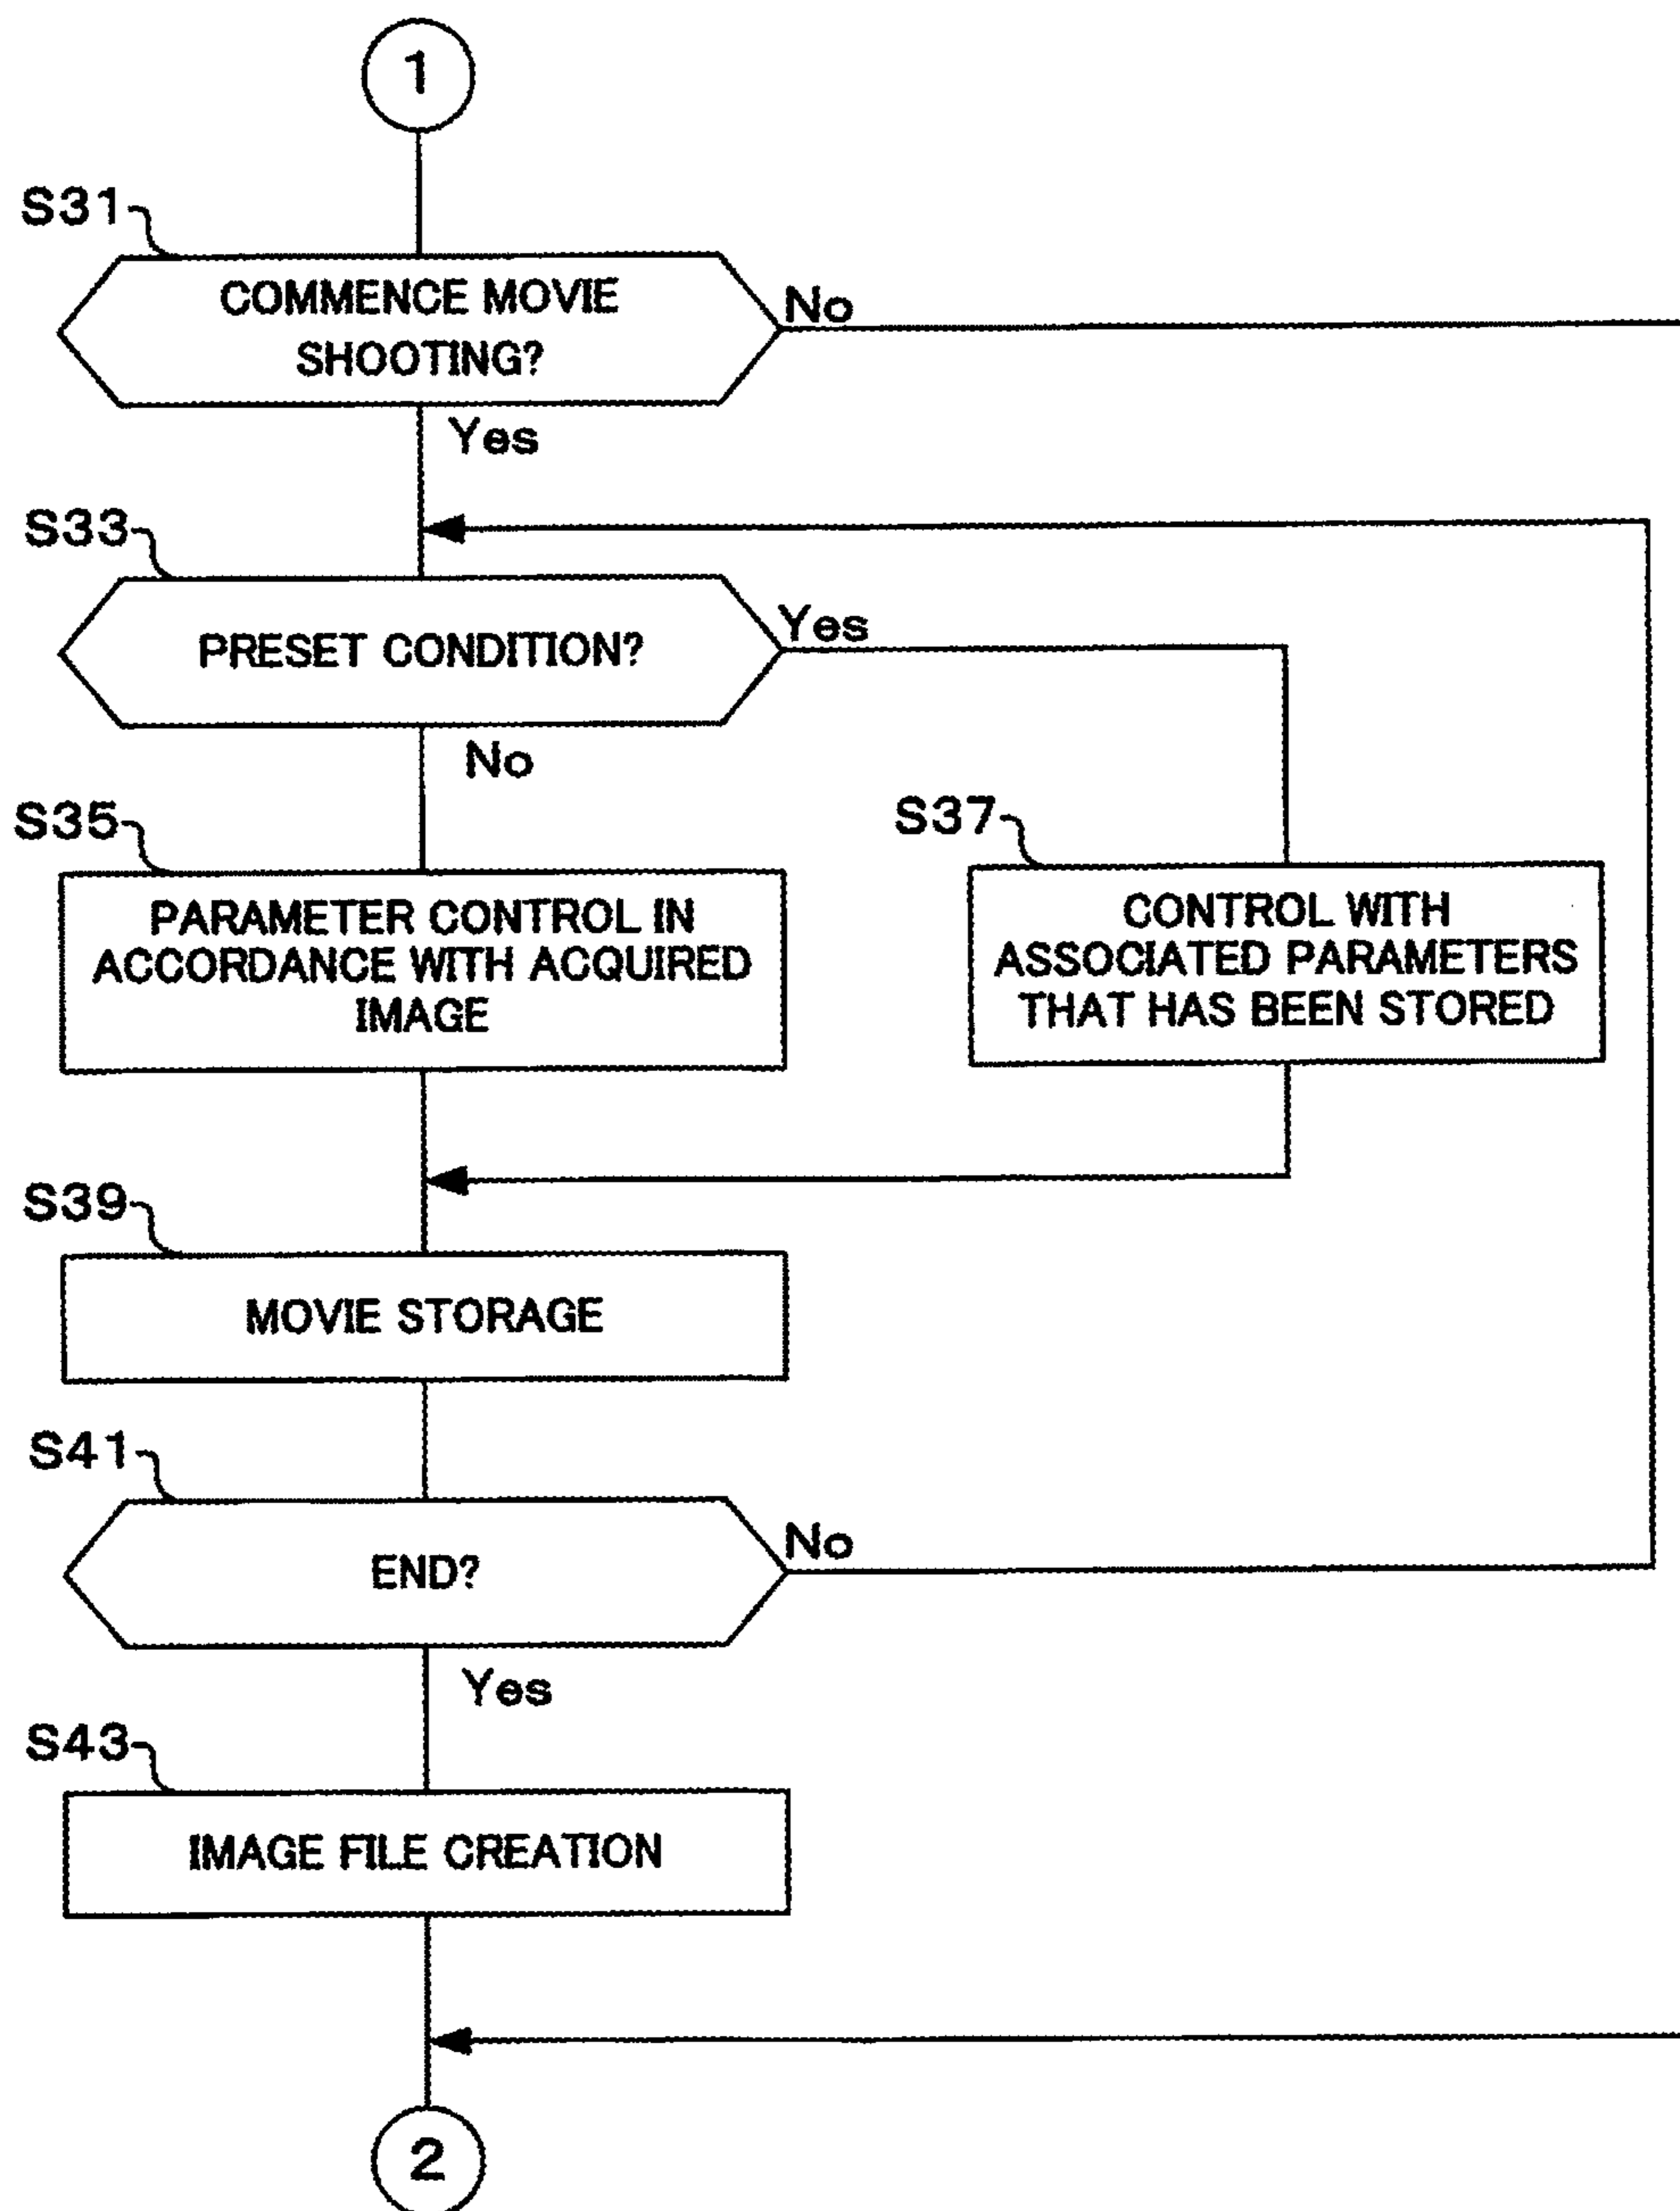 1
S31
COMMENCE MOVIE
SHOOTING?
No
Yes
S33
PRESET CONDITION?
Yes
No
S35
PARAMETER CONTROL IN
ACCORDANCE WITH ACQUIRED
IMAGE
S37
CONTROL WITH
ASSOCIATED PARAMETERS
THAT HAS BEEN STORED
S39
MOVIE STORAGE
S41
END?
No
Yes
S43
IMAGE FILE CREATION
2